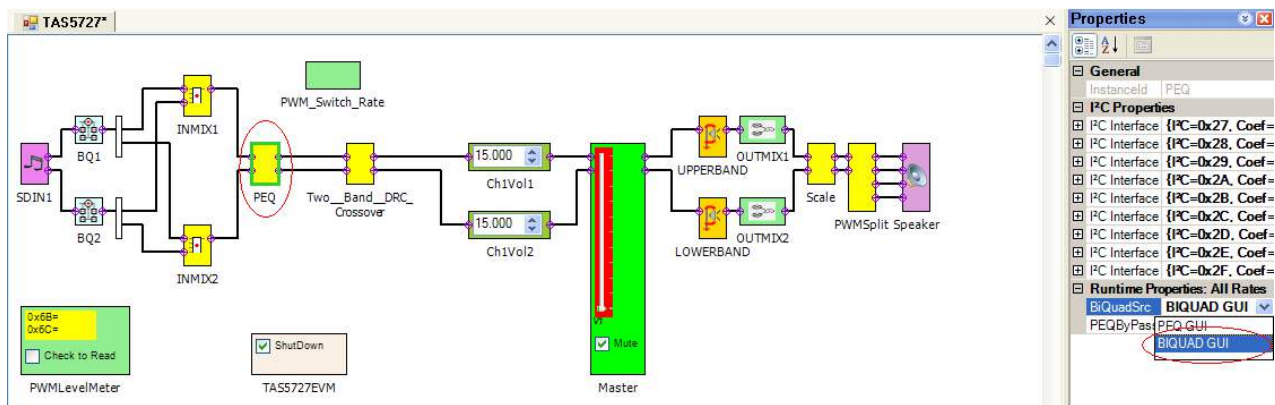 TAS5727*
PWM_Switch_Rate
INMIX1
BQ1
SDIN1
PEQ
Two__Band__DRC_
Crossover
BQ2
INMIX2
15.000
Ch1Vol1
15.000
Ch1Vol2
Mute
Master
UPPERBAND
OUTMIX1
LOWERBAND
OUTMIX2
Scale
PWMSplit
Speaker
0x6B=
0x6C=
Check to Read
PWMLevelMeter
ShutDown
TAS5727EVM
Properties
General
InstanceId PEQ
I²C Properties
I²C Interface {I²C=0x27, Coef=
I²C Interface {I²C=0x28, Coef=
I²C Interface {I²C=0x29, Coef=
I²C Interface {I²C=0x2A, Coef=
I²C Interface {I²C=0x2B, Coef=
I²C Interface {I²C=0x2C, Coef=
I²C Interface {I²C=0x2D, Coef=
I²C Interface {I²C=0x2E, Coef=
I²C Interface {I²C=0x2F, Coef=
Runtime Properties: All Rates
BiQuadSrc BIQUAD GUI
PEQByPass
PEQ GUI
BIQUAD GUI